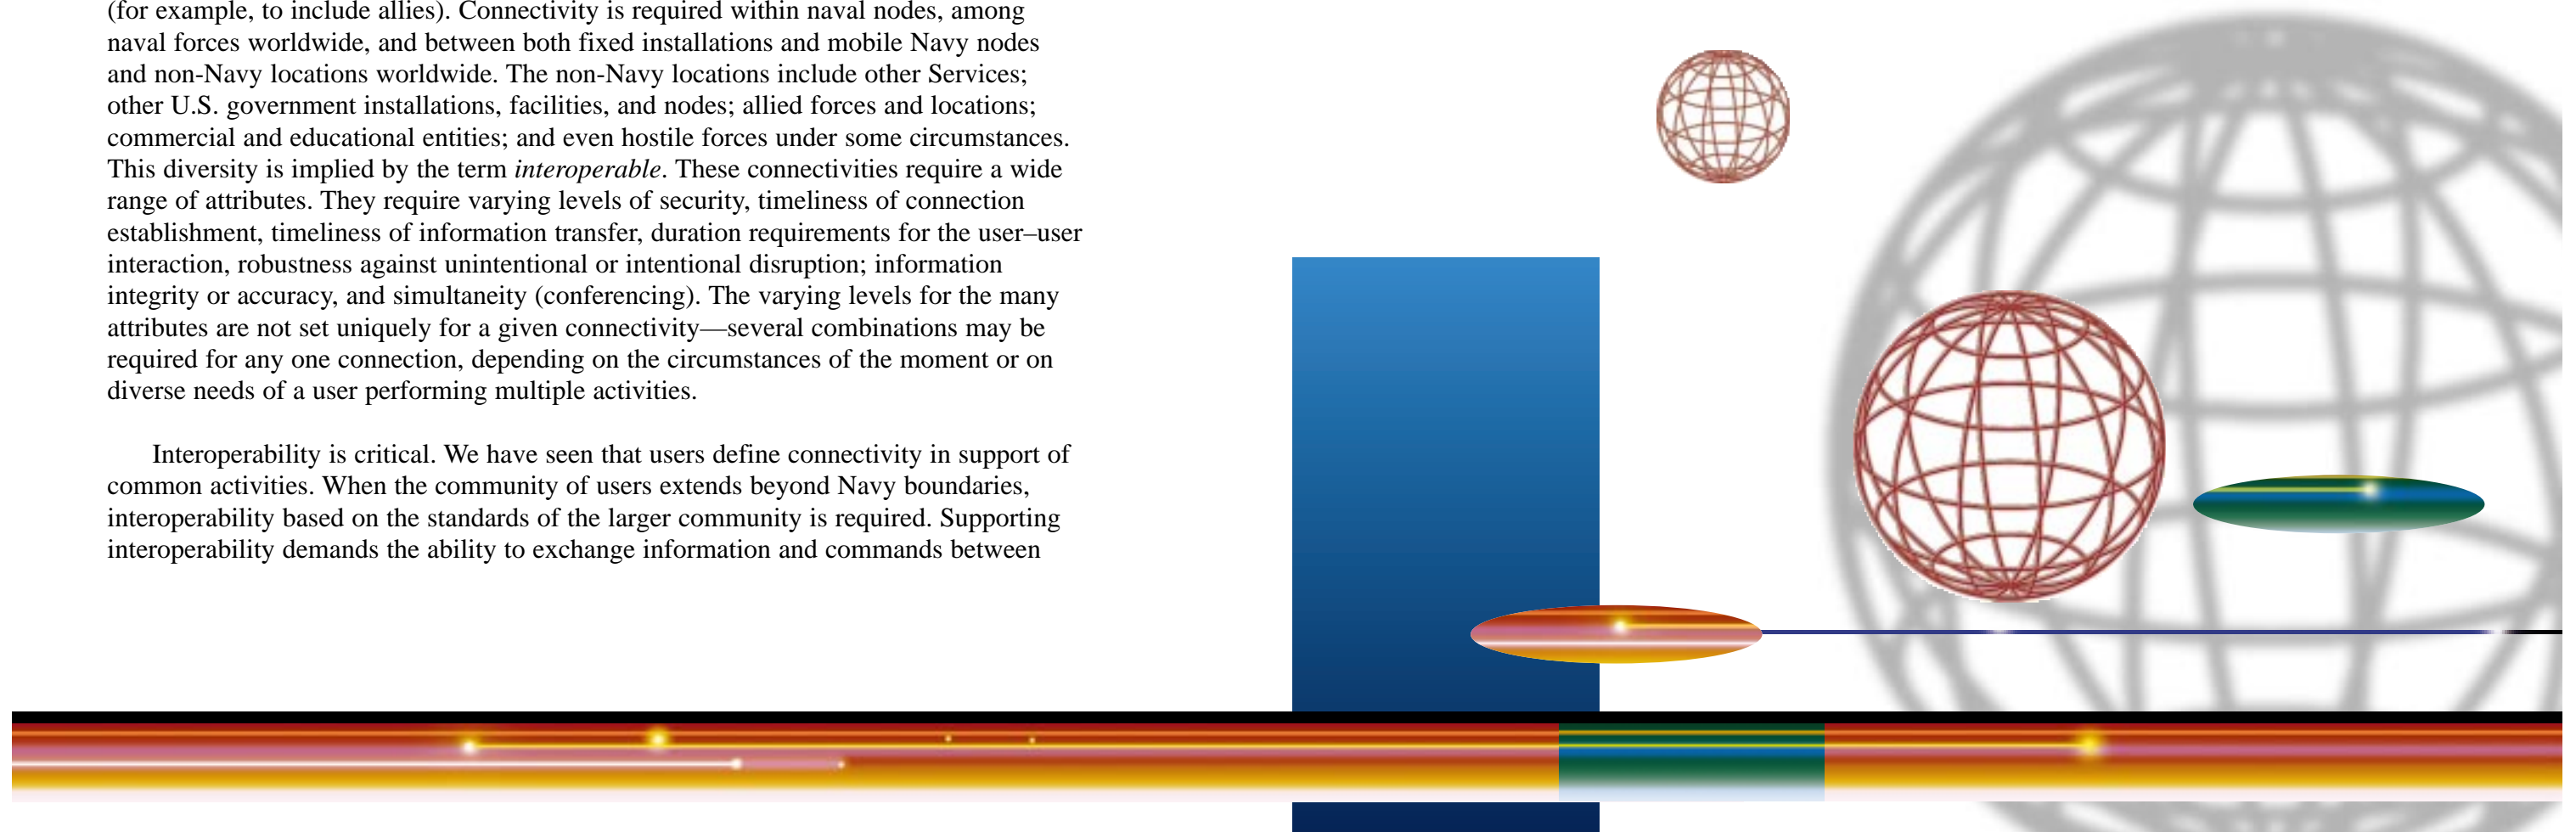 (for example, to include allies). Connectivity is required within naval nodes, among
naval forces worldwide, and between both fixed installations and mobile Navy nodes
and non-Navy locations worldwide. The non-Navy locations include other Services;
other U.S. government installations, facilities, and nodes; allied forces and locations;
commercial and educational entities; and even hostile forces under some circumstances.
This diversity is implied by the term interoperable. These connectivities require a wide
range of attributes. They require varying levels of security, timeliness of connection
establishment, timeliness of information transfer, duration requirements for the user–user
interaction, robustness against unintentional or intentional disruption; information
integrity or accuracy, and simultaneity (conferencing). The varying levels for the many
attributes are not set uniquely for a given connectivity—several combinations may be
required for any one connection, depending on the circumstances of the moment or on
diverse needs of a user performing multiple activities.
Interoperability is critical. We have seen that users define connectivity in support of
common activities. When the community of users extends beyond Navy boundaries,
interoperability based on the standards of the larger community is required. Supporting
interoperability demands the ability to exchange information and commands between